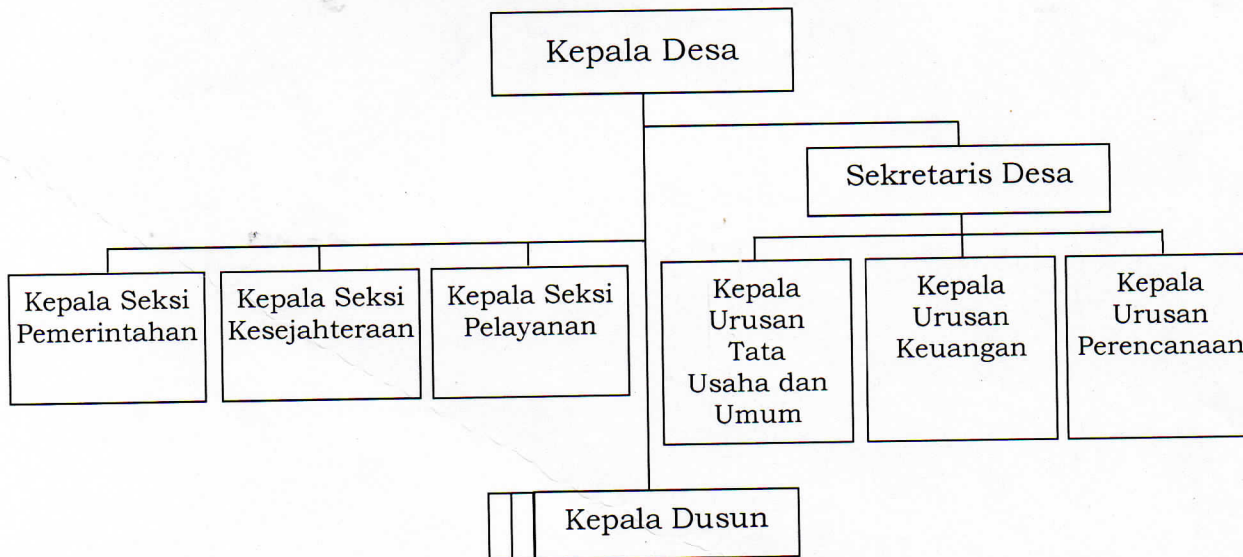 Kepala Desa
Sekretaris Desa
Kepala Seksi
Pemerintahan
Kepala Seksi
Kesejahteraan
Kepala Seksi
Pelayanan
Kepala
Urusan
Tata
Usaha dan
Umum
Kepala
Urusan
Keuangan
Kepala
Urusan
Perencanaan
Kepala Dusun